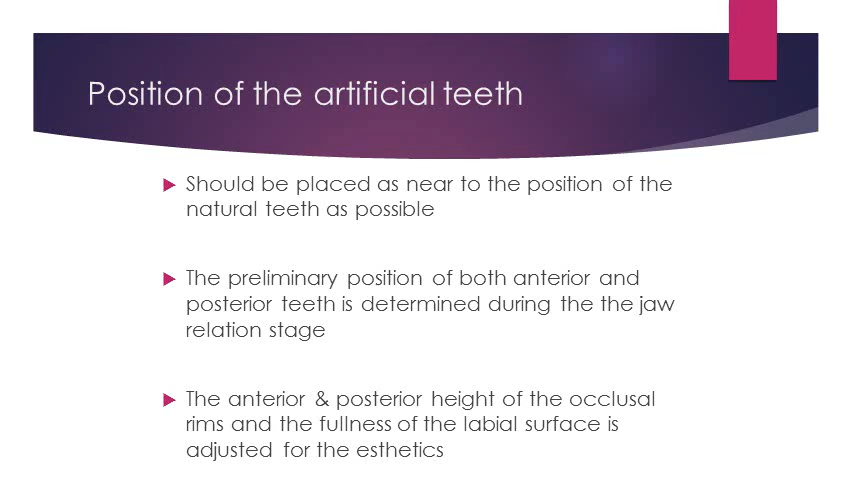 Position of the artificial teeth
Should be placed as near to the position of the
natural teeth as possible
The preliminary position of both anterior and
posterior teeth is determined during the the jaw
relation stage
The anterior & posterior height of the occlusal
rims and the fullness of the labial surface is
adjusted for the esthetics